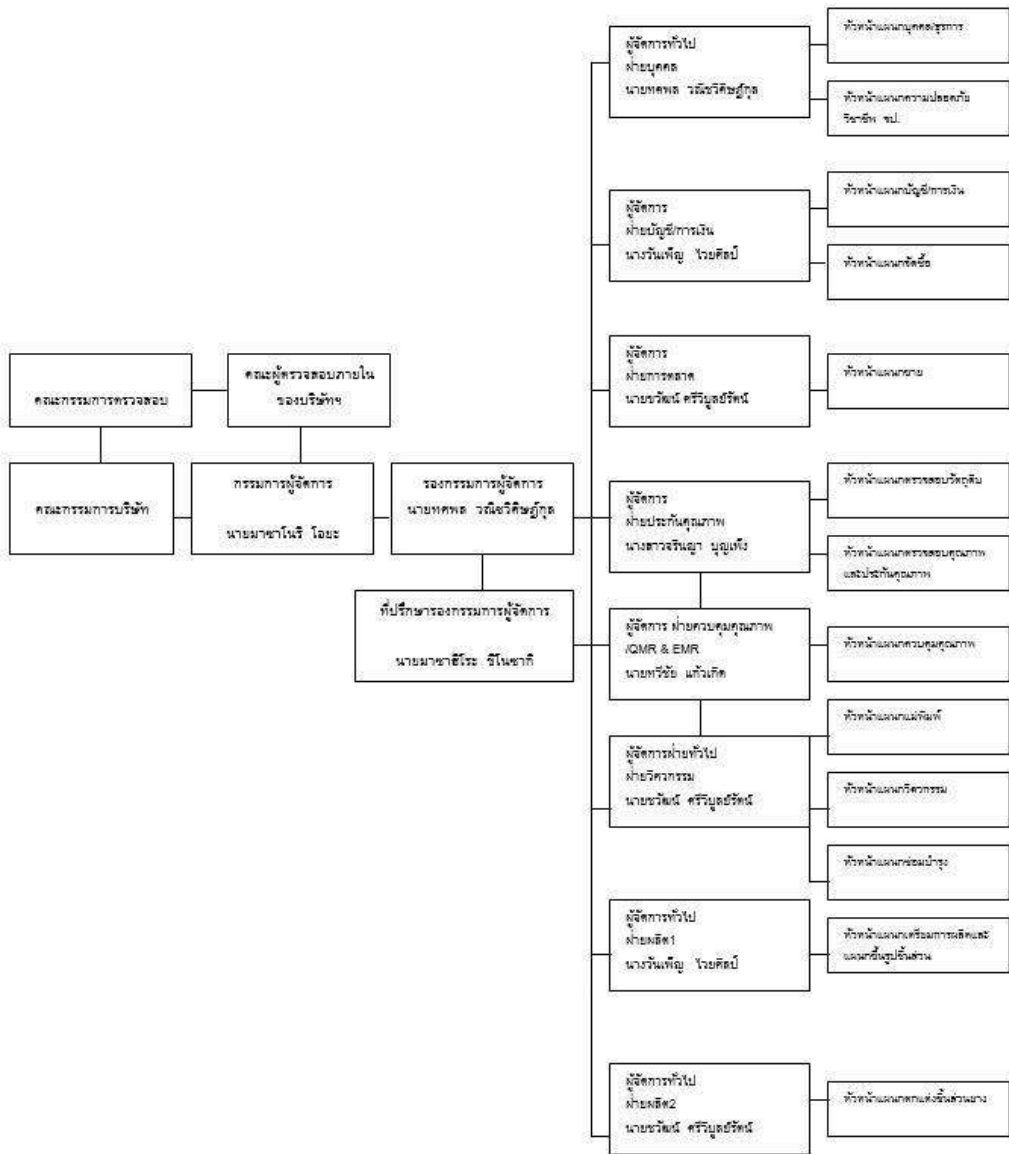 ผู้จัดการทั่วไป
ฝ่ายบุคคล
นายทศพล วณิชวิศิษฎ์กุล
หัวหน้าแผนกบุคคล/ธุรการ
หัวหน้าแผนกความปลอดภัย
วิชาชีพ จป.
ผู้จัดการ
ฝ่ายบัญชี/การเงิน
นางวันเพ็ญ ไวยศิลป์
หัวหน้าแผนกบัญชี/การเงิน
หัวหน้าแผนกจัดซื้อ
ผู้จัดการ
ฝ่ายการตลาด
นายชวัฒน์ ศรีวิบูลย์รัตน์
หัวหน้าแผนกขาย
คณะกรรมการตรวจสอบ
คณะผู้ตรวจสอบภายใน
ของบริษัทฯ
คณะกรรมการบริษัท
กรรมการผู้จัดการ
นายมาซาโนริ โอยะ
รองกรรมการผู้จัดการ
นายทศพล วณิชวิศิษฎ์กุล
ที่ปรึกษารองกรรมการผู้จัดการ
นายมาซาฮิโระ ชิโนซากิ
ผู้จัดการ
ฝ่ายประกันคุณภาพ
นางสาวจรินญา บุญเพ็ง
หัวหน้าแผนกตรวจสอบวัตถุดิบ
หัวหน้าแผนกตรวจสอบคุณภาพ
และประกันคุณภาพ
ผู้จัดการ ฝ่ายควบคุมคุณภาพ
/QMR & EMR
นายทวีชัย แก้วเกิด
หัวหน้าแผนกควบคุมคุณภาพ
ผู้จัดการฝ่ายทั่วไป
ฝ่ายวิศวกรรม
นายชวัฒน์ ศรีวิบูลย์รัตน์
หัวหน้าแผนกแม่พิมพ์
หัวหน้าแผนกวิศวกรรม
หัวหน้าแผนกซ่อมบำรุง
ผู้จัดการทั่วไป
ฝ่ายผลิต1
นางวันเพ็ญ ไวยศิลป์
หัวหน้าแผนกเตรียมการผลิตและ
แผนกขึ้นรูปชิ้นส่วน
ผู้จัดการทั่วไป
ฝ่ายผลิต2
นายชวัฒน์ ศรีวิบูลย์รัตน์
หัวหน้าแผนกตกแต่งชิ้นส่วนยาง